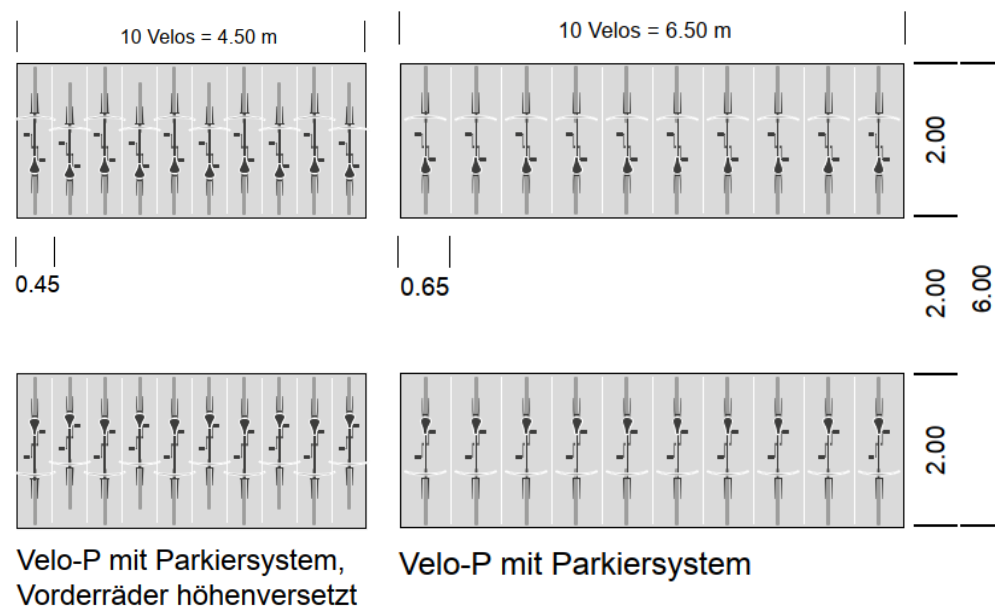 10 Velos = 4.50 m
10 Velos = 6.50 m
2.00
0.45
0.65
2.00
6.00
2.00
Velo-P mit Parkiersystem,
Vorderräder höhenversetzt
Velo-P mit Parkiersystem